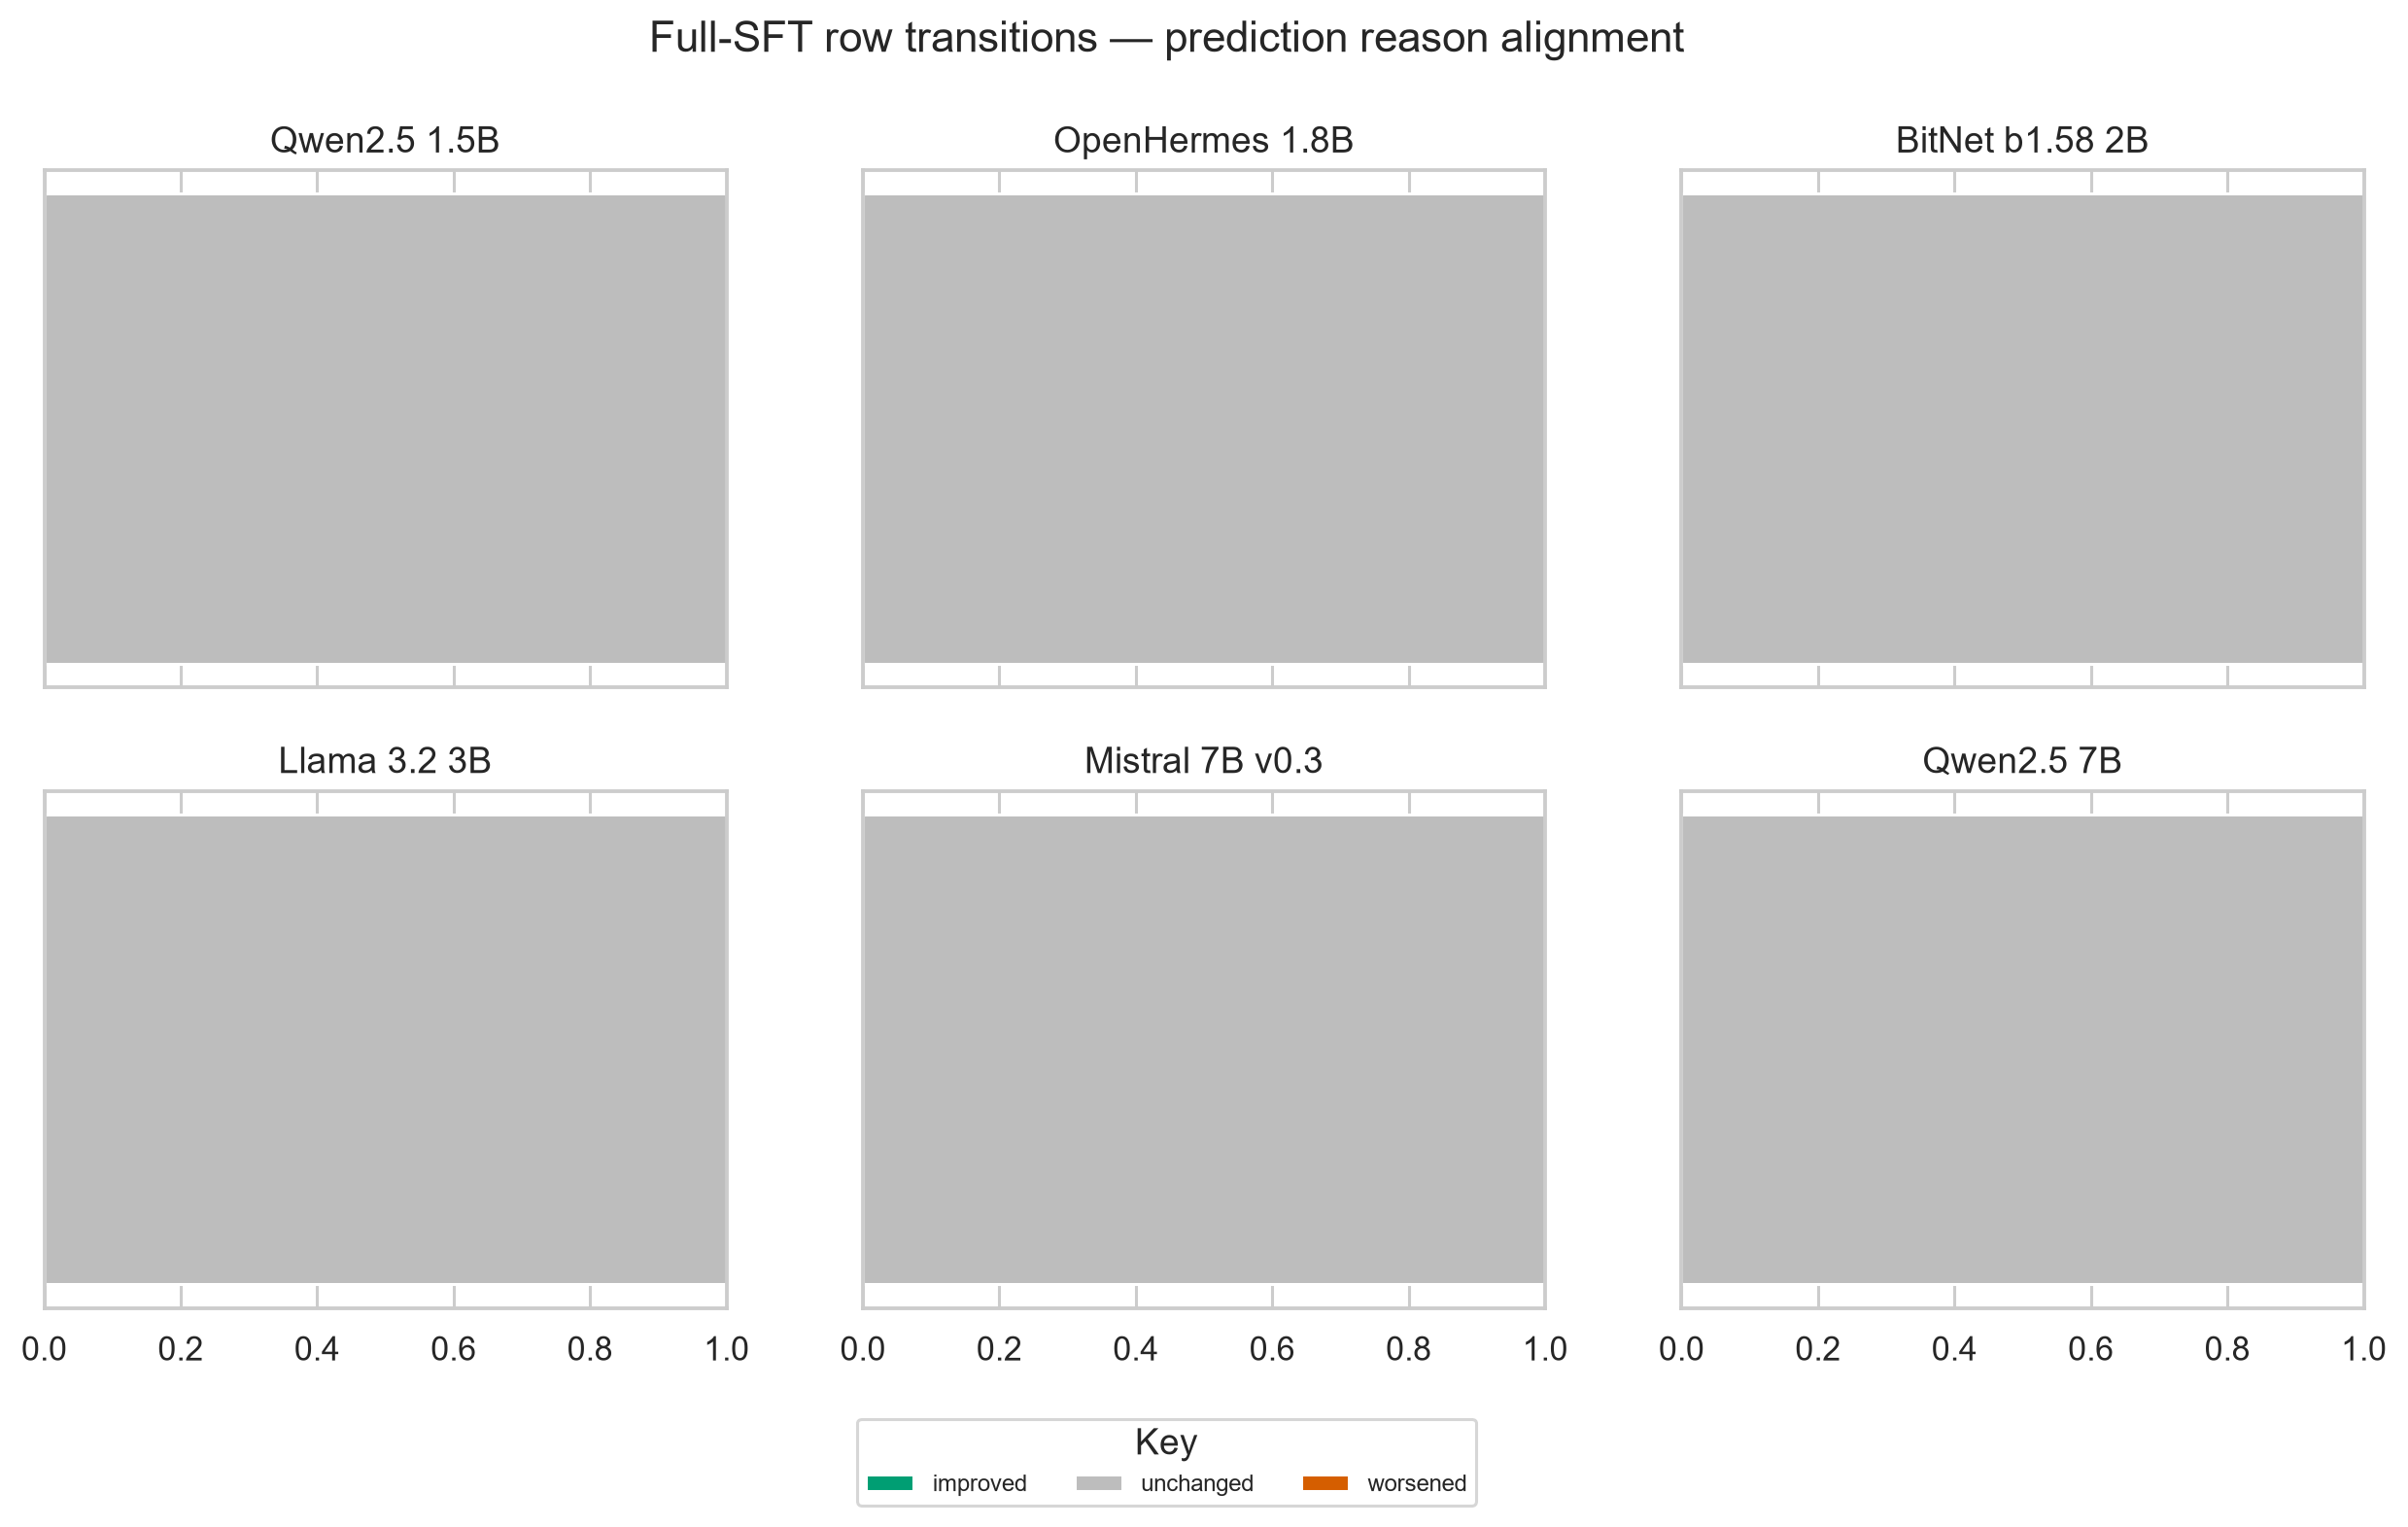 Full-SFT row transitions — prediction reason alignment
Qwen2.5 1.5B
OpenHermes 1.8B
BitNet b1.58 2B
Llama 3.2 3B
Mistral 7B v0.3
Qwen2.5 7B
0.0 0.2 0.4 0.6 0.8 1.0
0.0 0.2 0.4 0.6 0.8 1.0
0.0 0.2 0.4 0.6 0.8 1.0
Key
improved unchanged worsened